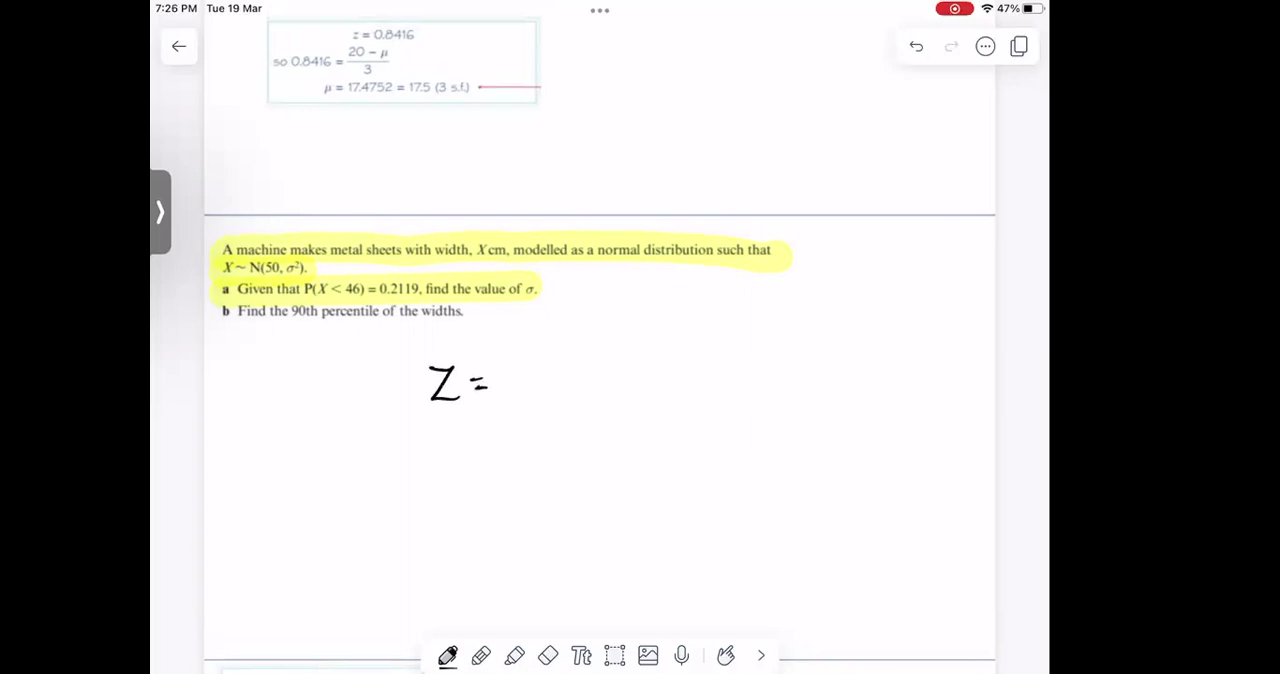 7:26 PM Tue 19 Mar
47%
z = 0.8416
so 0.8416 = (20 − μ)/3
μ = 17.4752 = 17.5 (3 s.f.)
A machine makes metal sheets with width, X cm, modelled as a normal distribution such that
X ~ N(50, σ²).
a Given that P(X < 46) = 0.2119, find the value of σ.
b Find the 90th percentile of the widths.
Z =
Tt